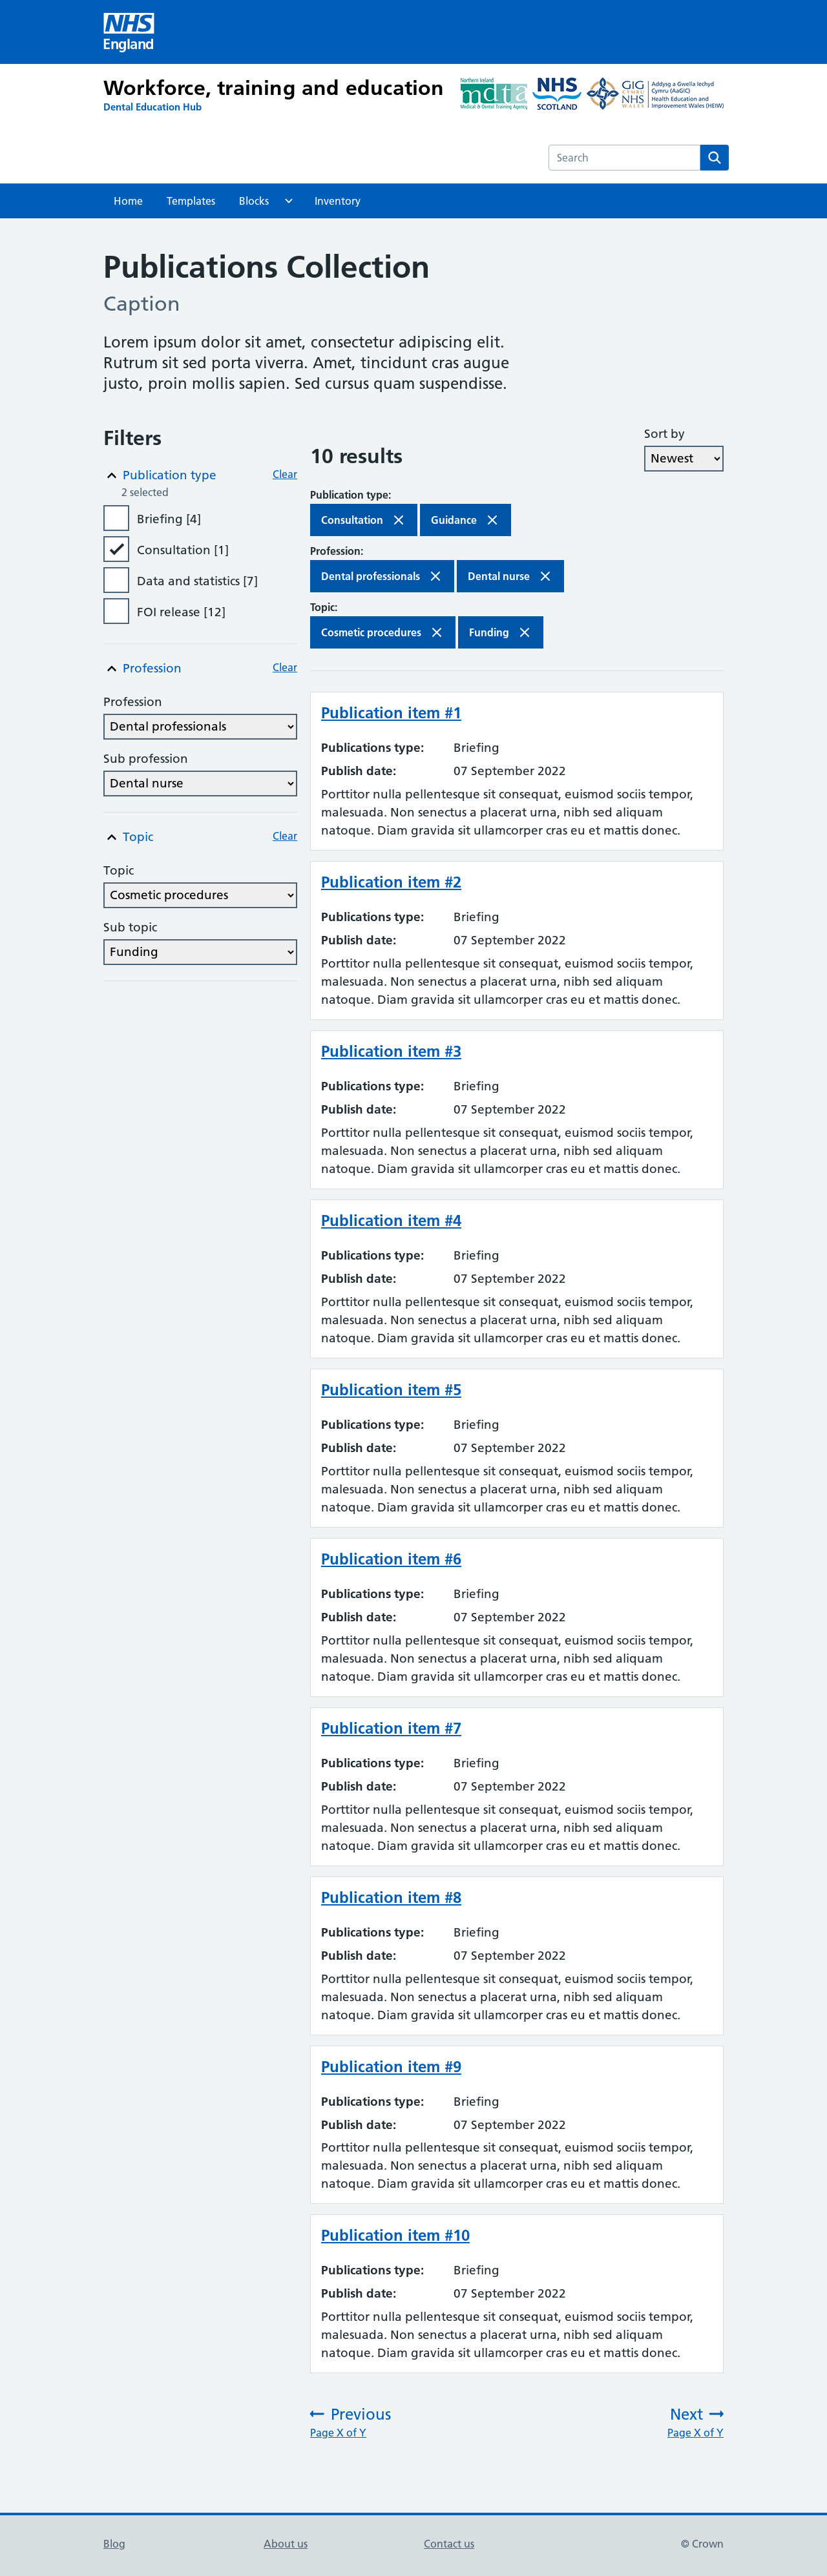 NHS
England
Workforce, training and education
Dental Education Hub
Northern Ireland
mdta
Medical & Dental Training Agency
NHS
SCOTLAND
GIG
CYMRU
NHS
WALES
Addysg a Gwella Iechyd
Cymru (AaGIC)
Health Education and
Improvement Wales (HEIW)
Search
Home
Templates
Blocks
Inventory
Publications Collection
Caption
Lorem ipsum dolor sit amet, consectetur adipiscing elit.
Rutrum sit sed porta viverra. Amet, tincidunt cras augue
justo, proin mollis sapien. Sed cursus quam suspendisse.
Filters
Publication type
Clear
2 selected
Briefing [4]
Consultation [1]
Data and statistics [7]
FOI release [12]
Profession
Clear
Profession
Dental professionals
Sub profession
Dental nurse
Topic
Clear
Topic
Cosmetic procedures
Sub topic
Funding
10 results
Sort by
Newest
Publication type:
Consultation
Guidance
Profession:
Dental professionals
Dental nurse
Topic:
Cosmetic procedures
Funding
Publication item #1
Publications type: Briefing
Publish date: 07 September 2022
Porttitor nulla pellentesque sit consequat, euismod sociis tempor,
malesuada. Non senectus a placerat urna, nibh sed aliquam
natoque. Diam gravida sit ullamcorper cras eu et mattis donec.
Publication item #2
Publications type: Briefing
Publish date: 07 September 2022
Porttitor nulla pellentesque sit consequat, euismod sociis tempor,
malesuada. Non senectus a placerat urna, nibh sed aliquam
natoque. Diam gravida sit ullamcorper cras eu et mattis donec.
Publication item #3
Publications type: Briefing
Publish date: 07 September 2022
Porttitor nulla pellentesque sit consequat, euismod sociis tempor,
malesuada. Non senectus a placerat urna, nibh sed aliquam
natoque. Diam gravida sit ullamcorper cras eu et mattis donec.
Publication item #4
Publications type: Briefing
Publish date: 07 September 2022
Porttitor nulla pellentesque sit consequat, euismod sociis tempor,
malesuada. Non senectus a placerat urna, nibh sed aliquam
natoque. Diam gravida sit ullamcorper cras eu et mattis donec.
Publication item #5
Publications type: Briefing
Publish date: 07 September 2022
Porttitor nulla pellentesque sit consequat, euismod sociis tempor,
malesuada. Non senectus a placerat urna, nibh sed aliquam
natoque. Diam gravida sit ullamcorper cras eu et mattis donec.
Publication item #6
Publications type: Briefing
Publish date: 07 September 2022
Porttitor nulla pellentesque sit consequat, euismod sociis tempor,
malesuada. Non senectus a placerat urna, nibh sed aliquam
natoque. Diam gravida sit ullamcorper cras eu et mattis donec.
Publication item #7
Publications type: Briefing
Publish date: 07 September 2022
Porttitor nulla pellentesque sit consequat, euismod sociis tempor,
malesuada. Non senectus a placerat urna, nibh sed aliquam
natoque. Diam gravida sit ullamcorper cras eu et mattis donec.
Publication item #8
Publications type: Briefing
Publish date: 07 September 2022
Porttitor nulla pellentesque sit consequat, euismod sociis tempor,
malesuada. Non senectus a placerat urna, nibh sed aliquam
natoque. Diam gravida sit ullamcorper cras eu et mattis donec.
Publication item #9
Publications type: Briefing
Publish date: 07 September 2022
Porttitor nulla pellentesque sit consequat, euismod sociis tempor,
malesuada. Non senectus a placerat urna, nibh sed aliquam
natoque. Diam gravida sit ullamcorper cras eu et mattis donec.
Publication item #10
Publications type: Briefing
Publish date: 07 September 2022
Porttitor nulla pellentesque sit consequat, euismod sociis tempor,
malesuada. Non senectus a placerat urna, nibh sed aliquam
natoque. Diam gravida sit ullamcorper cras eu et mattis donec.
Previous
Page X of Y
Next
Page X of Y
Blog
About us
Contact us
© Crown